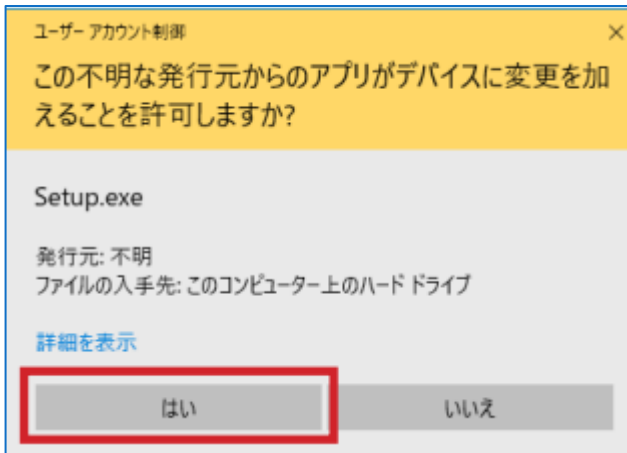 ユーザー アカウント制御
×
この不明な発行元からのアプリがデバイスに変更を加
えることを許可しますか?
Setup.exe
発行元: 不明
ファイルの入手先: このコンピューター上のハード ドライブ
詳細を表示
はい
いいえ